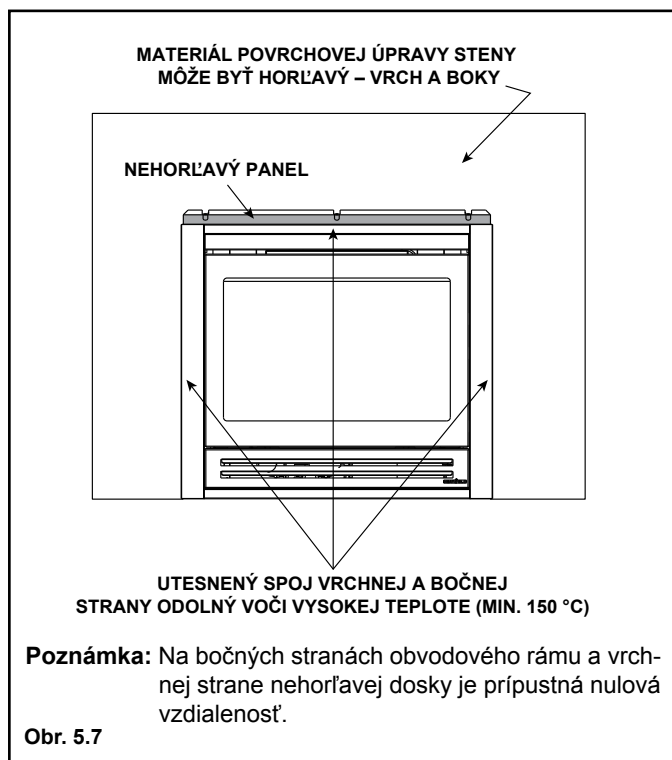 MATERIÁL POVRCHOVEJ ÚPRAVY STENY
MÔŽE BYŤ HORĽAVÝ – VRCH A BOKY
NEHORĽAVÝ PANEL
UTESNENÝ SPOJ VRCHNEJ A BOČNEJ
STRANY ODOLNÝ VOČI VYSOKEJ TEPLOTE (MIN. 150 °C)
Poznámka: Na bočných stranách obvodového rámu a vrch-
nej strane nehorľavej dosky je prípustná nulová
vzdialenosť.
Obr. 5.7